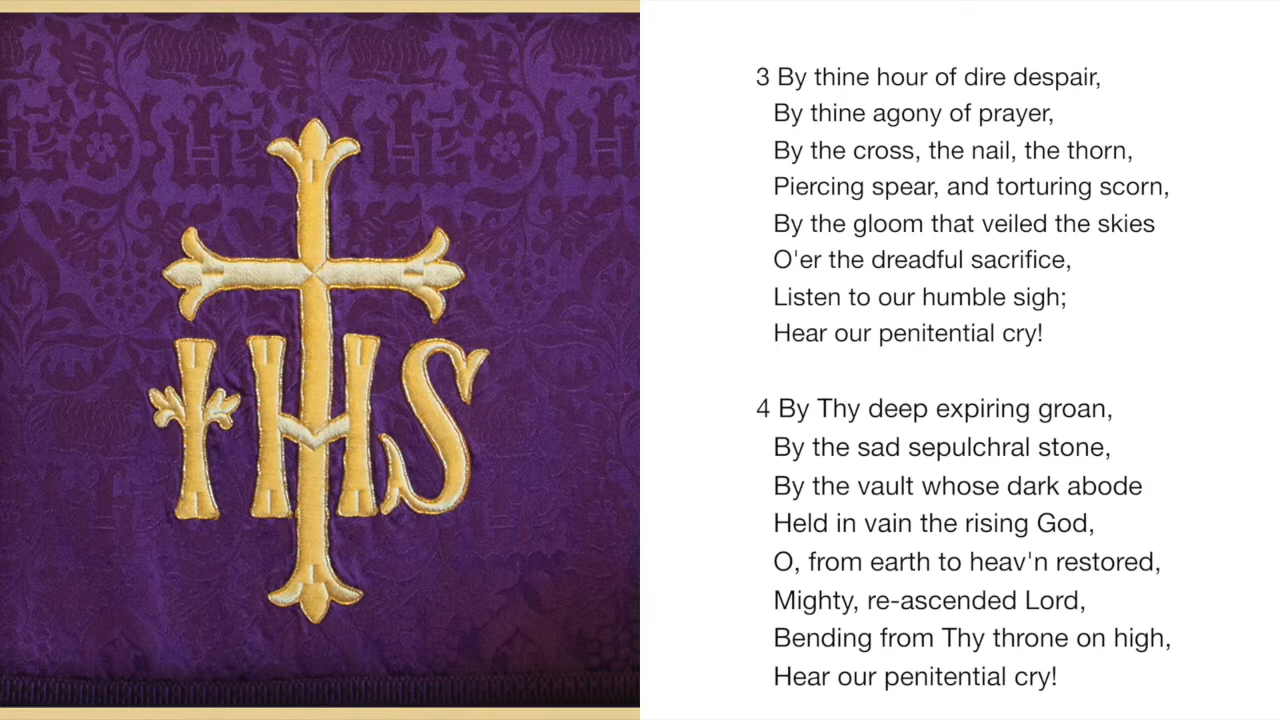 IHS
3 By thine hour of dire despair,
By thine agony of prayer,
By the cross, the nail, the thorn,
Piercing spear, and torturing scorn,
By the gloom that veiled the skies
O'er the dreadful sacrifice,
Listen to our humble sigh;
Hear our penitential cry!
4 By Thy deep expiring groan,
By the sad sepulchral stone,
By the vault whose dark abode
Held in vain the rising God,
O, from earth to heav'n restored,
Mighty, re-ascended Lord,
Bending from Thy throne on high,
Hear our penitential cry!